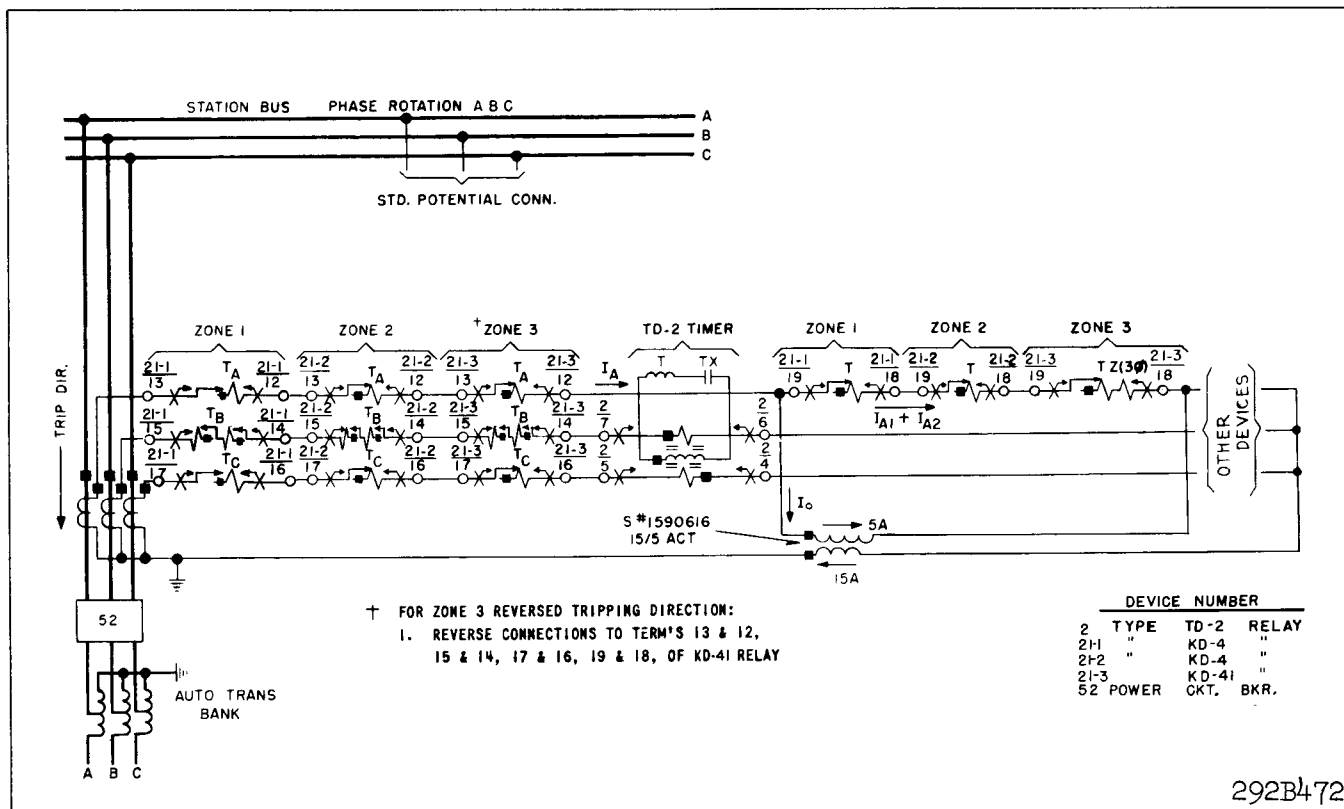 STATION BUS PHASE ROTATION A B C
A
B
C
STD. POTENTIAL CONN.
TRIP DIR.
ZONE 1 ZONE 2 † ZONE 3 TD-2 TIMER ZONE 1 ZONE 2 ZONE 3
T TX
21-1 TA 21-1 21-2 TA 21-2 21-3 TA 21-3 IA 21-1 T 21-1 21-2 T 21-2 21-3 TZ(3Ø) 21-3
13 12 13 12 13 12 19 18 19 18 19 18
IA1 + IA2
21-1 TB 21-1 21-2 TB 21-2 21-3 TB 21-3 2 2
15 14 15 14 15 14 7 6
21-1 TC 21-1 21-2 TC 21-2 21-3 TC 21-3 2 2
17 16 17 16 17 16 5 4
OTHER DEVICES
Io
S#1590616
15/5 ACT
5A
15A
52
AUTO TRANS
BANK
A B C
† FOR ZONE 3 REVERSED TRIPPING DIRECTION:
1. REVERSE CONNECTIONS TO TERM'S 13 & 12,
15 & 14, 17 & 16, 19 & 18, OF KD-41 RELAY
DEVICE NUMBER
2 TYPE TD-2 RELAY
21-1 " KD-4 "
21-2 " KD-4 "
21-3 KD-41 "
52 POWER CKT. BKR.
292B472